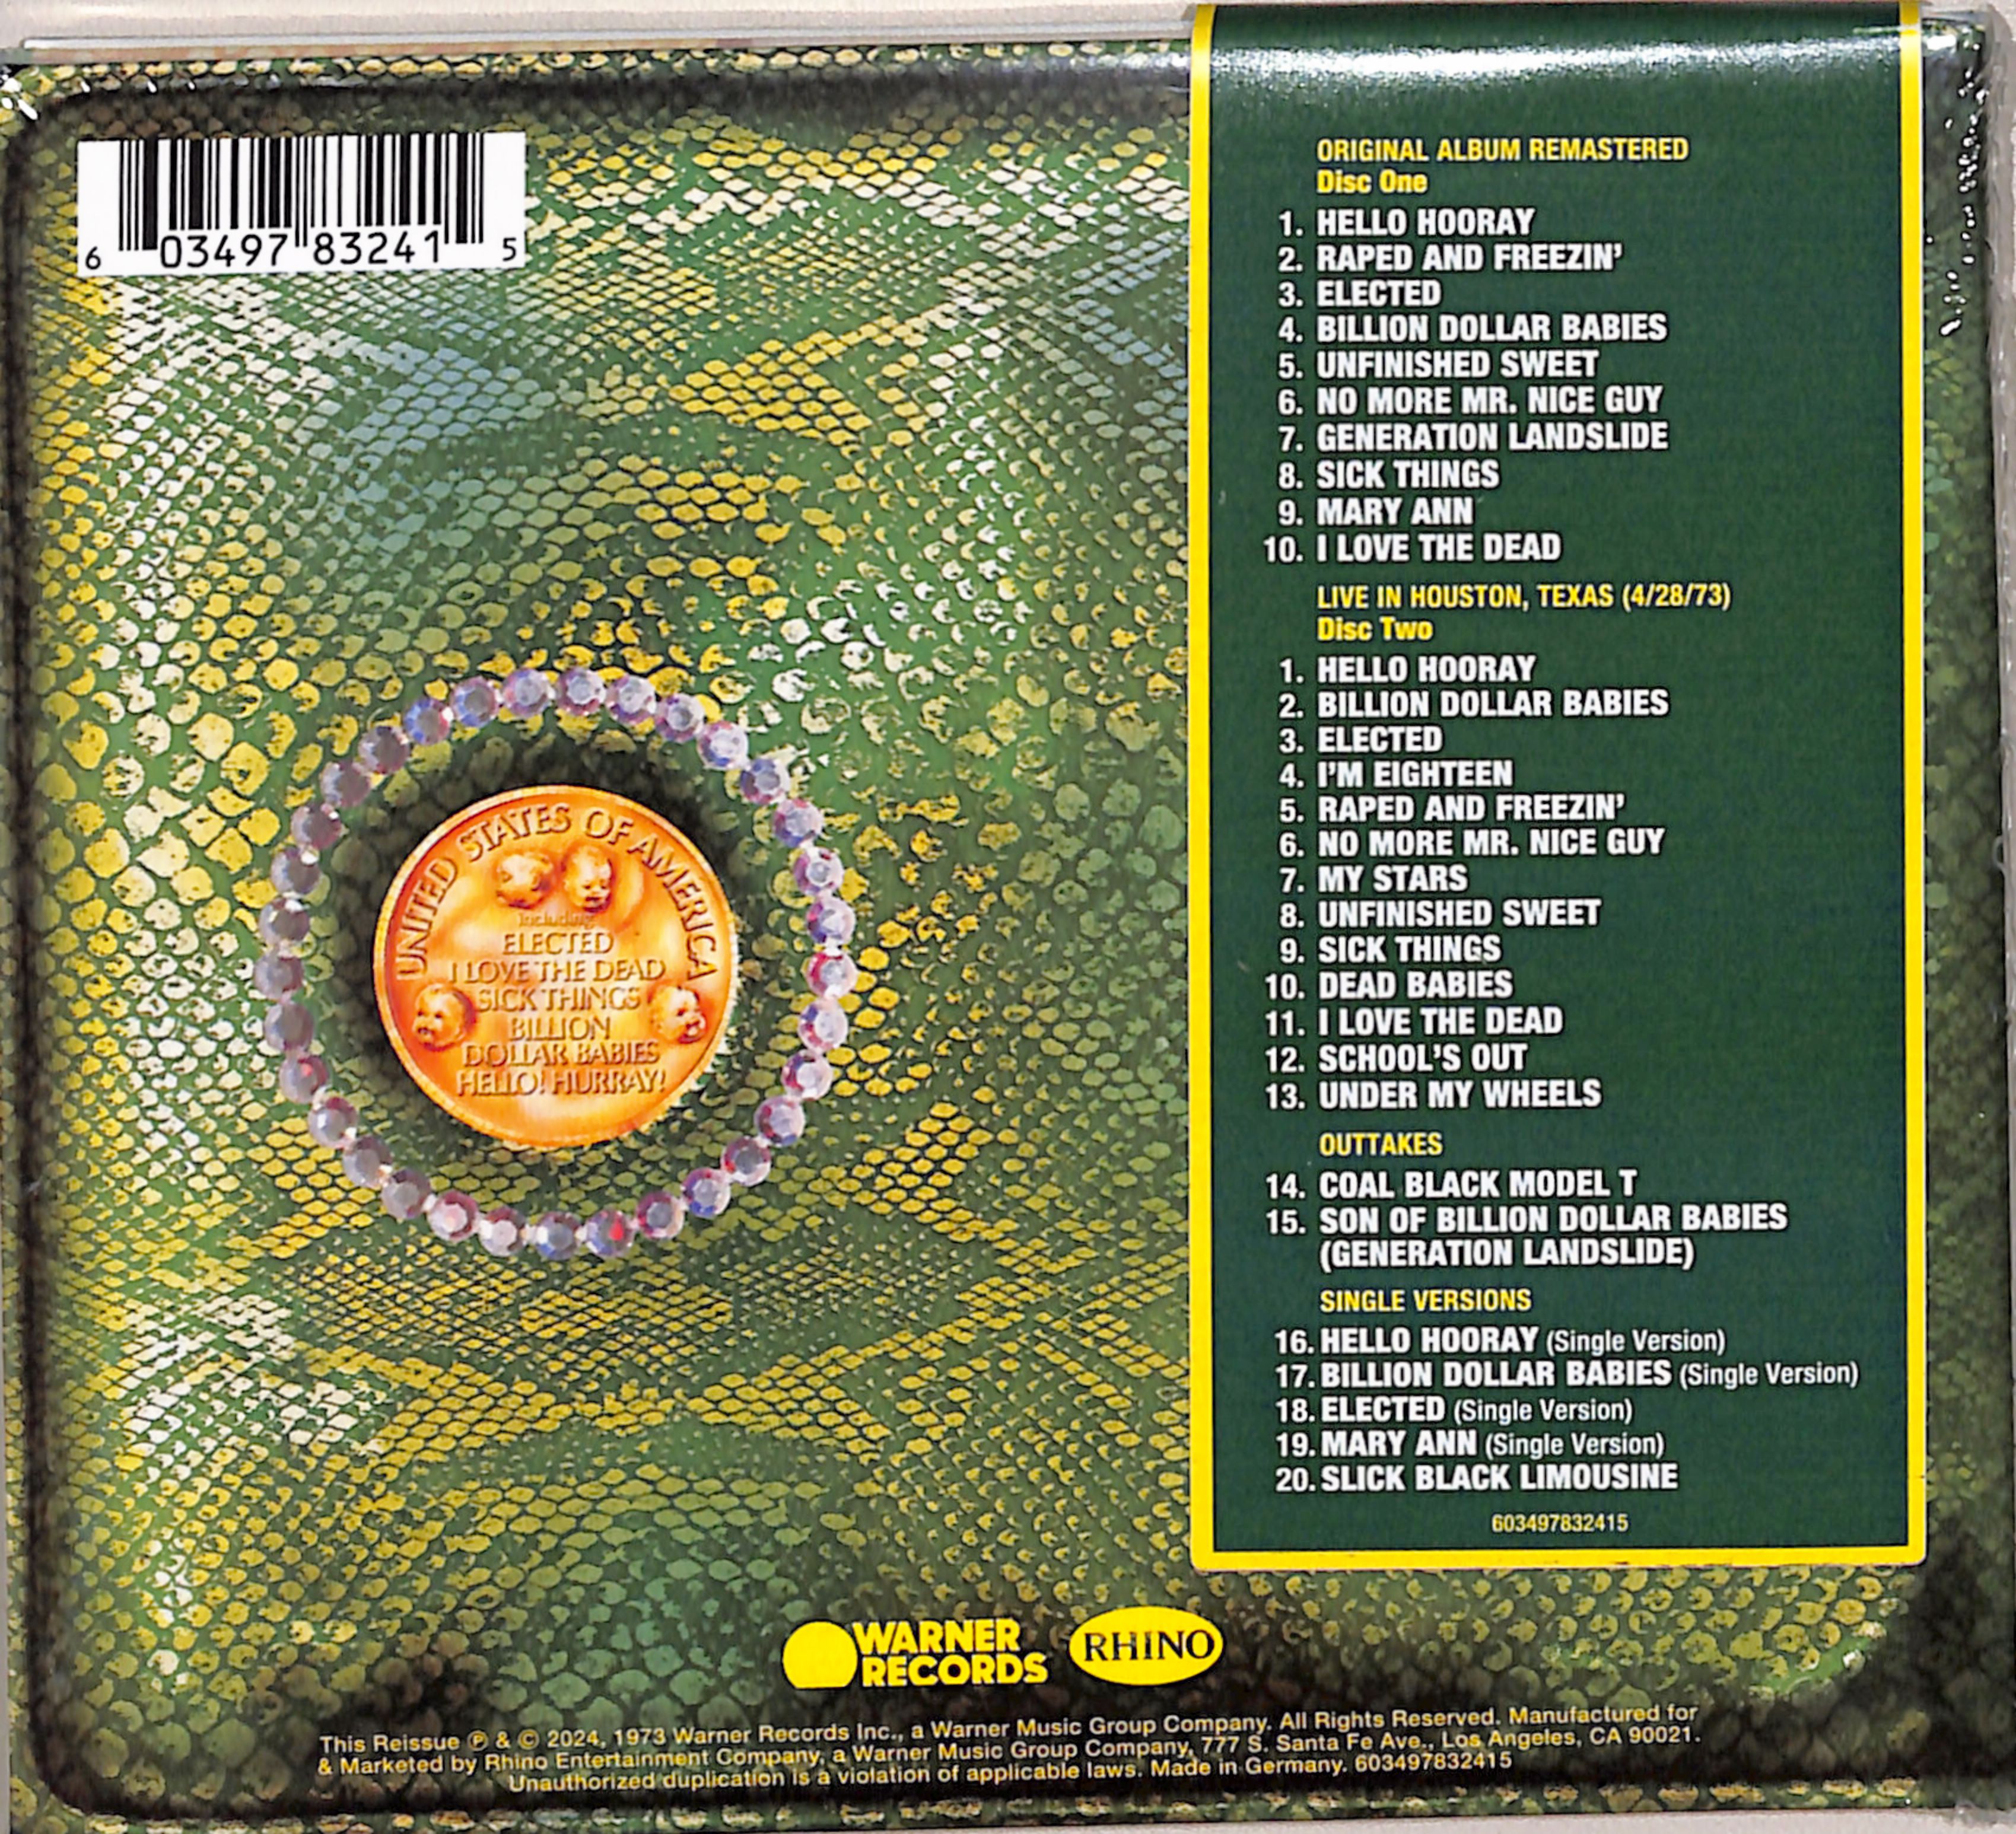 6 03497 83241 5
UNITED STATES OF AMERICA
including
ELECTED
I LOVE THE DEAD
SICK THINGS
BILLION
DOLLAR BABIES
HELLO! HURRAY!
ORIGINAL ALBUM REMASTERED
Disc One
1. HELLO HOORAY
2. RAPED AND FREEZIN'
3. ELECTED
4. BILLION DOLLAR BABIES
5. UNFINISHED SWEET
6. NO MORE MR. NICE GUY
7. GENERATION LANDSLIDE
8. SICK THINGS
9. MARY ANN
10. I LOVE THE DEAD
LIVE IN HOUSTON, TEXAS (4/28/73)
Disc Two
1. HELLO HOORAY
2. BILLION DOLLAR BABIES
3. ELECTED
4. I'M EIGHTEEN
5. RAPED AND FREEZIN'
6. NO MORE MR. NICE GUY
7. MY STARS
8. UNFINISHED SWEET
9. SICK THINGS
10. DEAD BABIES
11. I LOVE THE DEAD
12. SCHOOL'S OUT
13. UNDER MY WHEELS
OUTTAKES
14. COAL BLACK MODEL T
15. SON OF BILLION DOLLAR BABIES
(GENERATION LANDSLIDE)
SINGLE VERSIONS
16. HELLO HOORAY (Single Version)
17. BILLION DOLLAR BABIES (Single Version)
18. ELECTED (Single Version)
19. MARY ANN (Single Version)
20. SLICK BLACK LIMOUSINE
603497832415
WARNER
RECORDS
RHINO
This Reissue ℗ & © 2024, 1973 Warner Records Inc., a Warner Music Group Company. All Rights Reserved. Manufactured for
& Marketed by Rhino Entertainment Company, a Warner Music Group Company, 777 S. Santa Fe Ave., Los Angeles, CA 90021.
Unauthorized duplication is a violation of applicable laws. Made in Germany. 603497832415